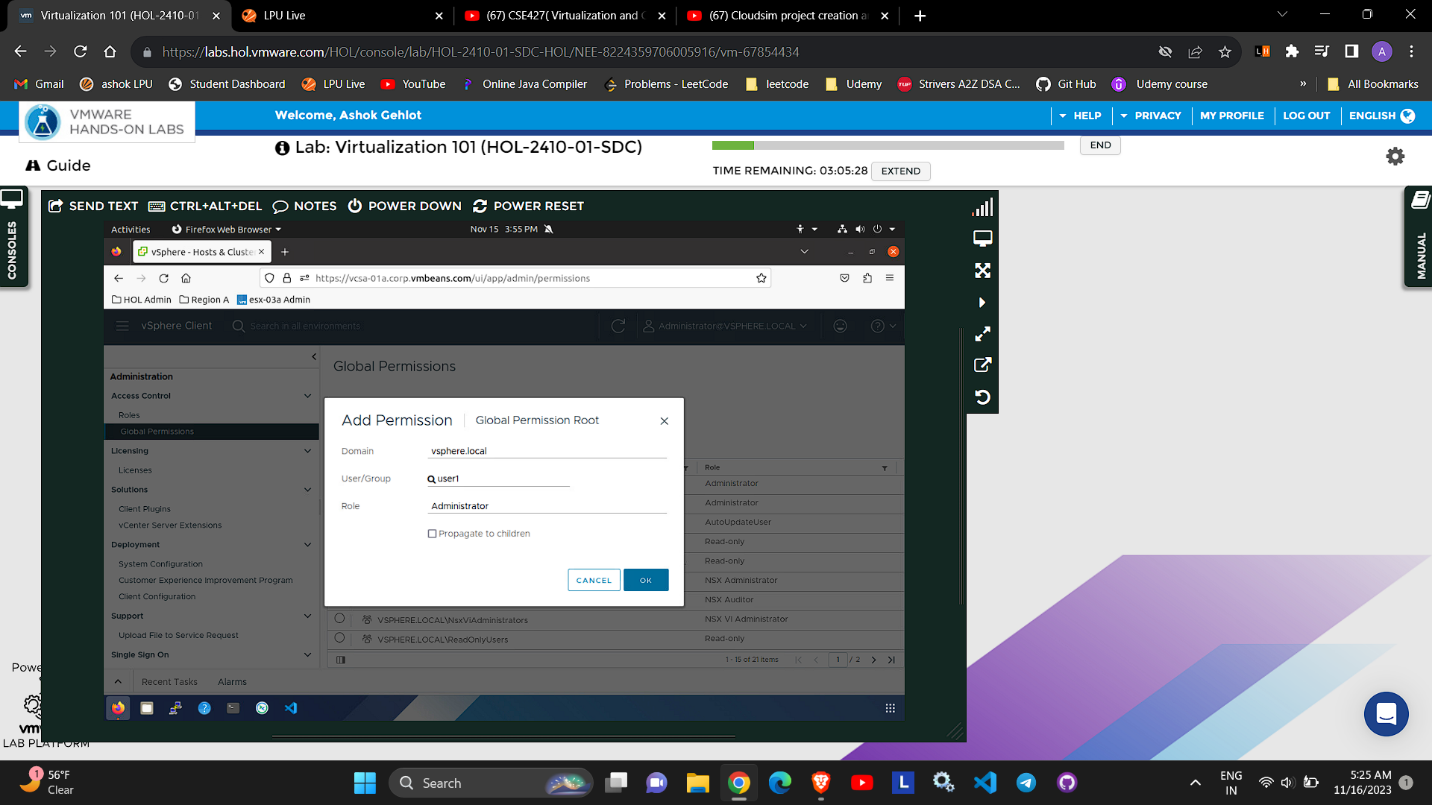 Virtualization 101 (HOL-2410-01
LPU Live
(67) CSE427( Virtualization and C
(67) Cloudsim project creation a
https://labs.hol.vmware.com/HOL/console/lab/HOL-2410-01-SDC-HOL/NEE-8224359706005916/vm-67854434
LH
A
Gmail
ashok LPU
Student Dashboard
LPU Live
YouTube
Online Java Compiler
Problems - LeetCode
leetcode
Udemy
Strivers A2Z DSA C...
Git Hub
Udemy course
»
All Bookmarks
VMWARE
HANDS-ON LABS
Welcome, Ashok Gehlot
HELP
PRIVACY
MY PROFILE
LOG OUT
ENGLISH
Guide
Lab: Virtualization 101 (HOL-2410-01-SDC)
END
TIME REMAINING: 03:05:28
EXTEND
CONSOLES
MANUAL
SEND TEXT
CTRL+ALT+DEL
NOTES
POWER DOWN
POWER RESET
Activities
Firefox Web Browser
Nov 15 3:55 PM
vSphere - Hosts & Cluste
https://vcsa-01a.corp.vmbeans.com/ui/app/admin/permissions
HOL Admin
Region A
esx-03a Admin
vSphere Client
Search in all environments
Administrator@VSPHERE.LOCAL
Administration
Access Control
Roles
Global Permissions
Licensing
Licenses
Solutions
Client Plugins
vCenter Server Extensions
Deployment
System Configuration
Customer Experience Improvement Program
Client Configuration
Support
Upload File to Service Request
Single Sign On
Global Permissions
Add Permission
Global Permission Root
Domain
vsphere.local
User/Group
user1
Role
Administrator
Propagate to children
CANCEL
OK
Role
Administrator
Administrator
AutoUpdateUser
Read-only
Read-only
NSX Administrator
NSX Auditor
VSPHERE.LOCAL\NsxVIAdministrators
NSX VI Administrator
VSPHERE.LOCAL\ReadOnlyUsers
Read-only
1 - 15 of 21 items
1 / 2
Recent Tasks
Alarms
Powe
vmw
LAB PLATFORM
1
56°F
Clear
Search
L
ENG
IN
5:25 AM
11/16/2023
1